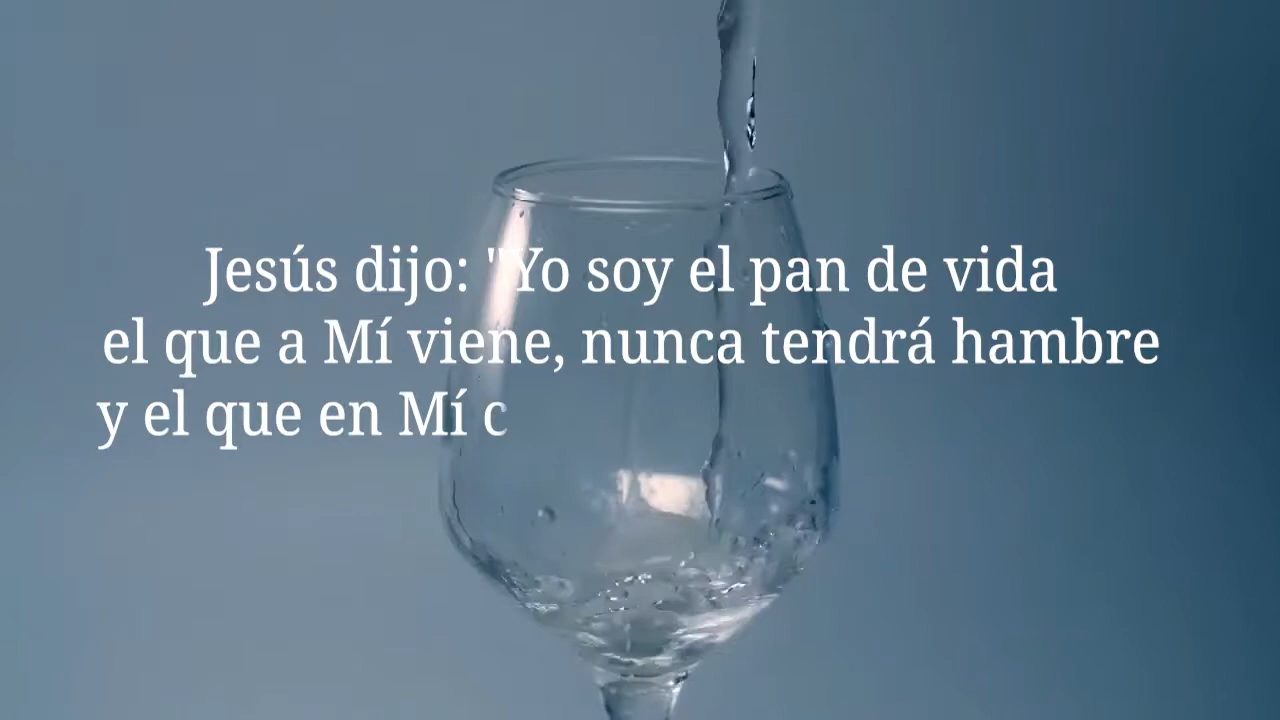 Jesús dijo: "Yo soy el pan de vida
el que a Mí viene, nunca tendrá hambre
y el que en Mí c